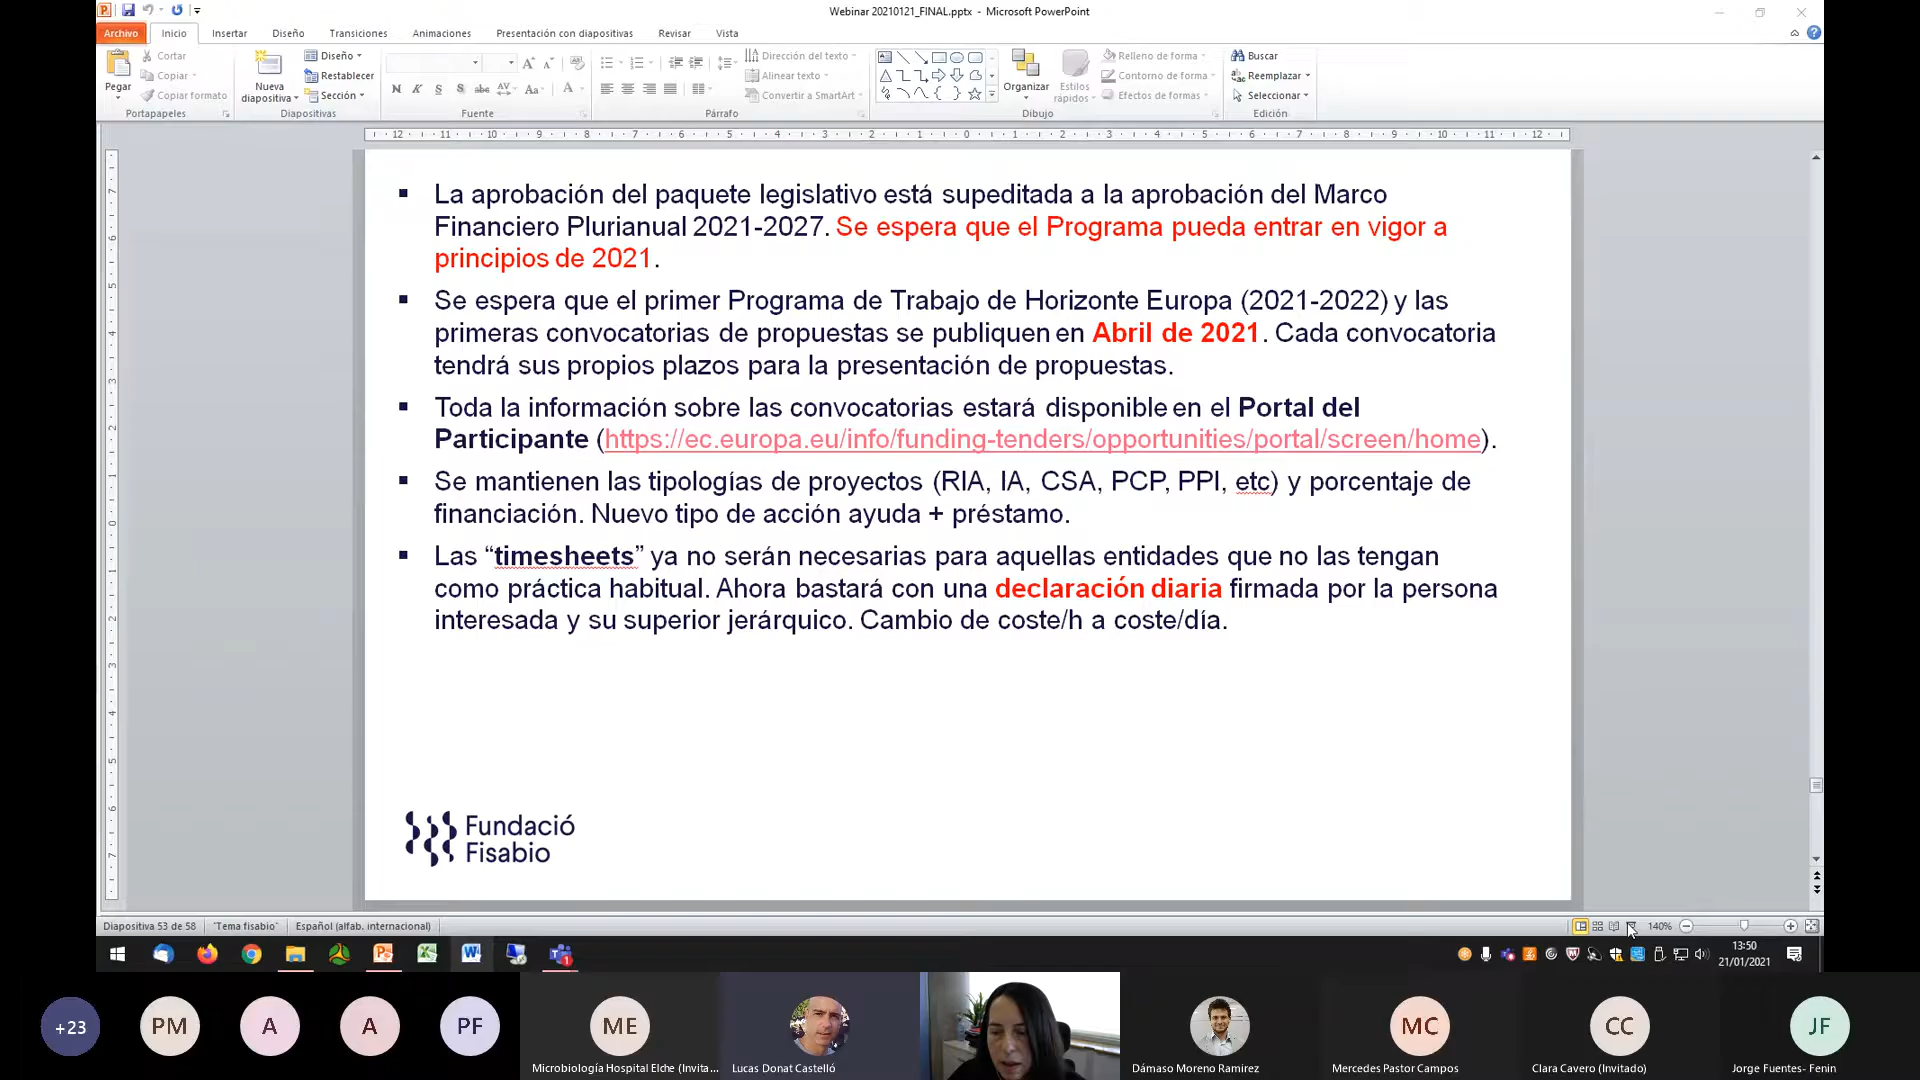 Webinar 20210121_FINAL.pptx - Microsoft PowerPoint
Archivo Inicio Insertar Diseño Transiciones Animaciones Presentación con diapositivas Revisar Vista
Cortar
Copiar
Copiar formato
Pegar
Portapapeles
Nueva diapositiva
Diseño
Restablecer
Sección
Diapositivas
Fuente
Dirección del texto
Alinear texto
Convertir a SmartArt
Párrafo
Organizar
Estilos rápidos
Relleno de forma
Contorno de forma
Efectos de formas
Dibujo
Buscar
Reemplazar
Seleccionar
Edición
La aprobación del paquete legislativo está supeditada a la aprobación del Marco
Financiero Plurianual 2021-2027. Se espera que el Programa pueda entrar en vigor a
principios de 2021.
Se espera que el primer Programa de Trabajo de Horizonte Europa (2021-2022) y las
primeras convocatorias de propuestas se publiquen en Abril de 2021. Cada convocatoria
tendrá sus propios plazos para la presentación de propuestas.
Toda la información sobre las convocatorias estará disponible en el Portal del
Participante (https://ec.europa.eu/info/funding-tenders/opportunities/portal/screen/home).
Se mantienen las tipologías de proyectos (RIA, IA, CSA, PCP, PPI, etc) y porcentaje de
financiación. Nuevo tipo de acción ayuda + préstamo.
Las “timesheets” ya no serán necesarias para aquellas entidades que no las tengan
como práctica habitual. Ahora bastará con una declaración diaria firmada por la persona
interesada y su superior jerárquico. Cambio de coste/h a coste/día.
Fundació
Fisabio
Diapositiva 53 de 58 "Tema fisabio" Español (alfab. internacional) 140%
13:50
21/01/2021
+23 PM A A PF ME MC CC JF
Microbiología Hospital Elche (Invita... Lucas Donat Castelló Dámaso Moreno Ramirez Mercedes Pastor Campos Clara Cavero (Invitado) Jorge Fuentes- Fenin